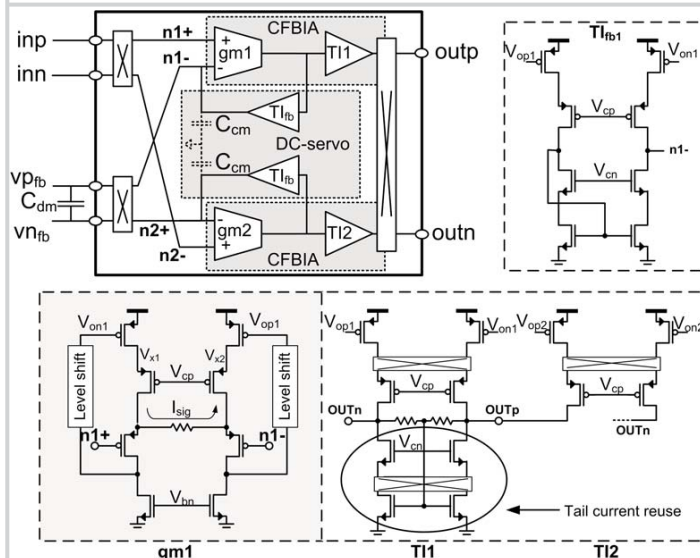 CFBIA
inp
n1+
+
gm1
TI1
outp
inn
n1-
-
TIfb
Ccm
DC-servo
Ccm
TIfb
vpfb
Cdm
vnfb
n2+
-
gm2
+
TI2
outn
n2-
CFBIA
TIfb1
Vop1
Von1
Vcp
n1-
Vcn
Von1
Vop1
Vx1
Vx2
Vcp
Level shift
Level shift
Isig
n1+
n1-
Vbn
gm1
Vop1
Von1
Vop2
Von2
Vcp
Vcp
OUTn
OUTp
OUTn
Vcn
Tail current reuse
TI1
TI2